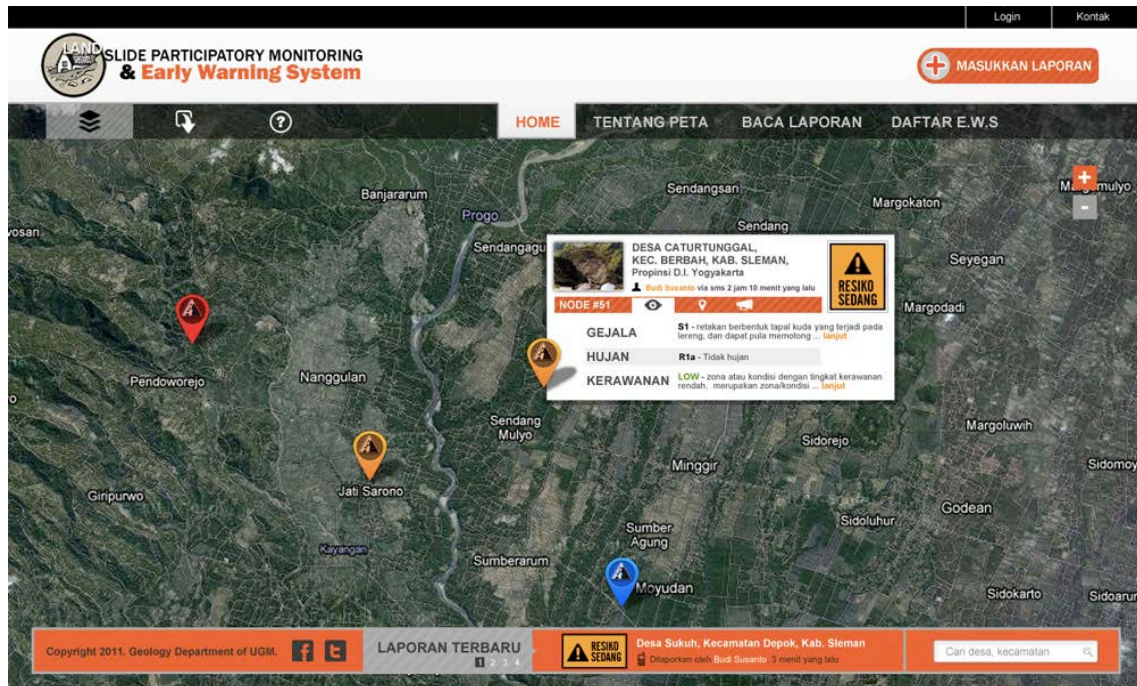 Login
Kontak
LANDSLIDE PARTICIPATORY MONITORING
& Early Warning System
MASUKKAN LAPORAN
HOME
TENTANG PETA
BACA LAPORAN
DAFTAR E.W.S
Banjararum
Sendangsari
Progo
Margokaton
Sendang
Sendangagu
Seyegan
DESA CATURTUNGGAL,
KEC. BERBAH, KAB. SLEMAN,
Propinsi D.I. Yogyakarta
Budi Susanto via sms 2 jam 10 menit yang lalu
RESIKO
SEDANG
NODE #51
GEJALA
S1 - retakan berbentuk tapal kuda yang terjadi pada
lereng, dan dapat pula memotong ... lanjut
HUJAN
R1a - Tidak hujan
KERAWANAN
LOW - zona atau kondisi dengan tingkat kerawanan
rendah, merupakan zona/kondisi ... lanjut
Margodadi
Pendoworejo
Nanggulan
Sendang
Mulyo
Margoluwih
Sidorejo
Minggir
Sidomoy
Giripurwo
Jati Sarono
Godean
Sidoluhur
Sumber
Agung
Kayangan
Sumberarum
Moyudan
Sidokarto
Sidoarum
Copyright 2011. Geology Department of UGM.
LAPORAN TERBARU
1 2 3 4
RESIKO
SEDANG
Desa Sukuh, Kecamatan Depok, Kab. Sleman
Dilaporkan oleh Budi Susanto 3 menit yang lalu
Cari desa, kecamatan